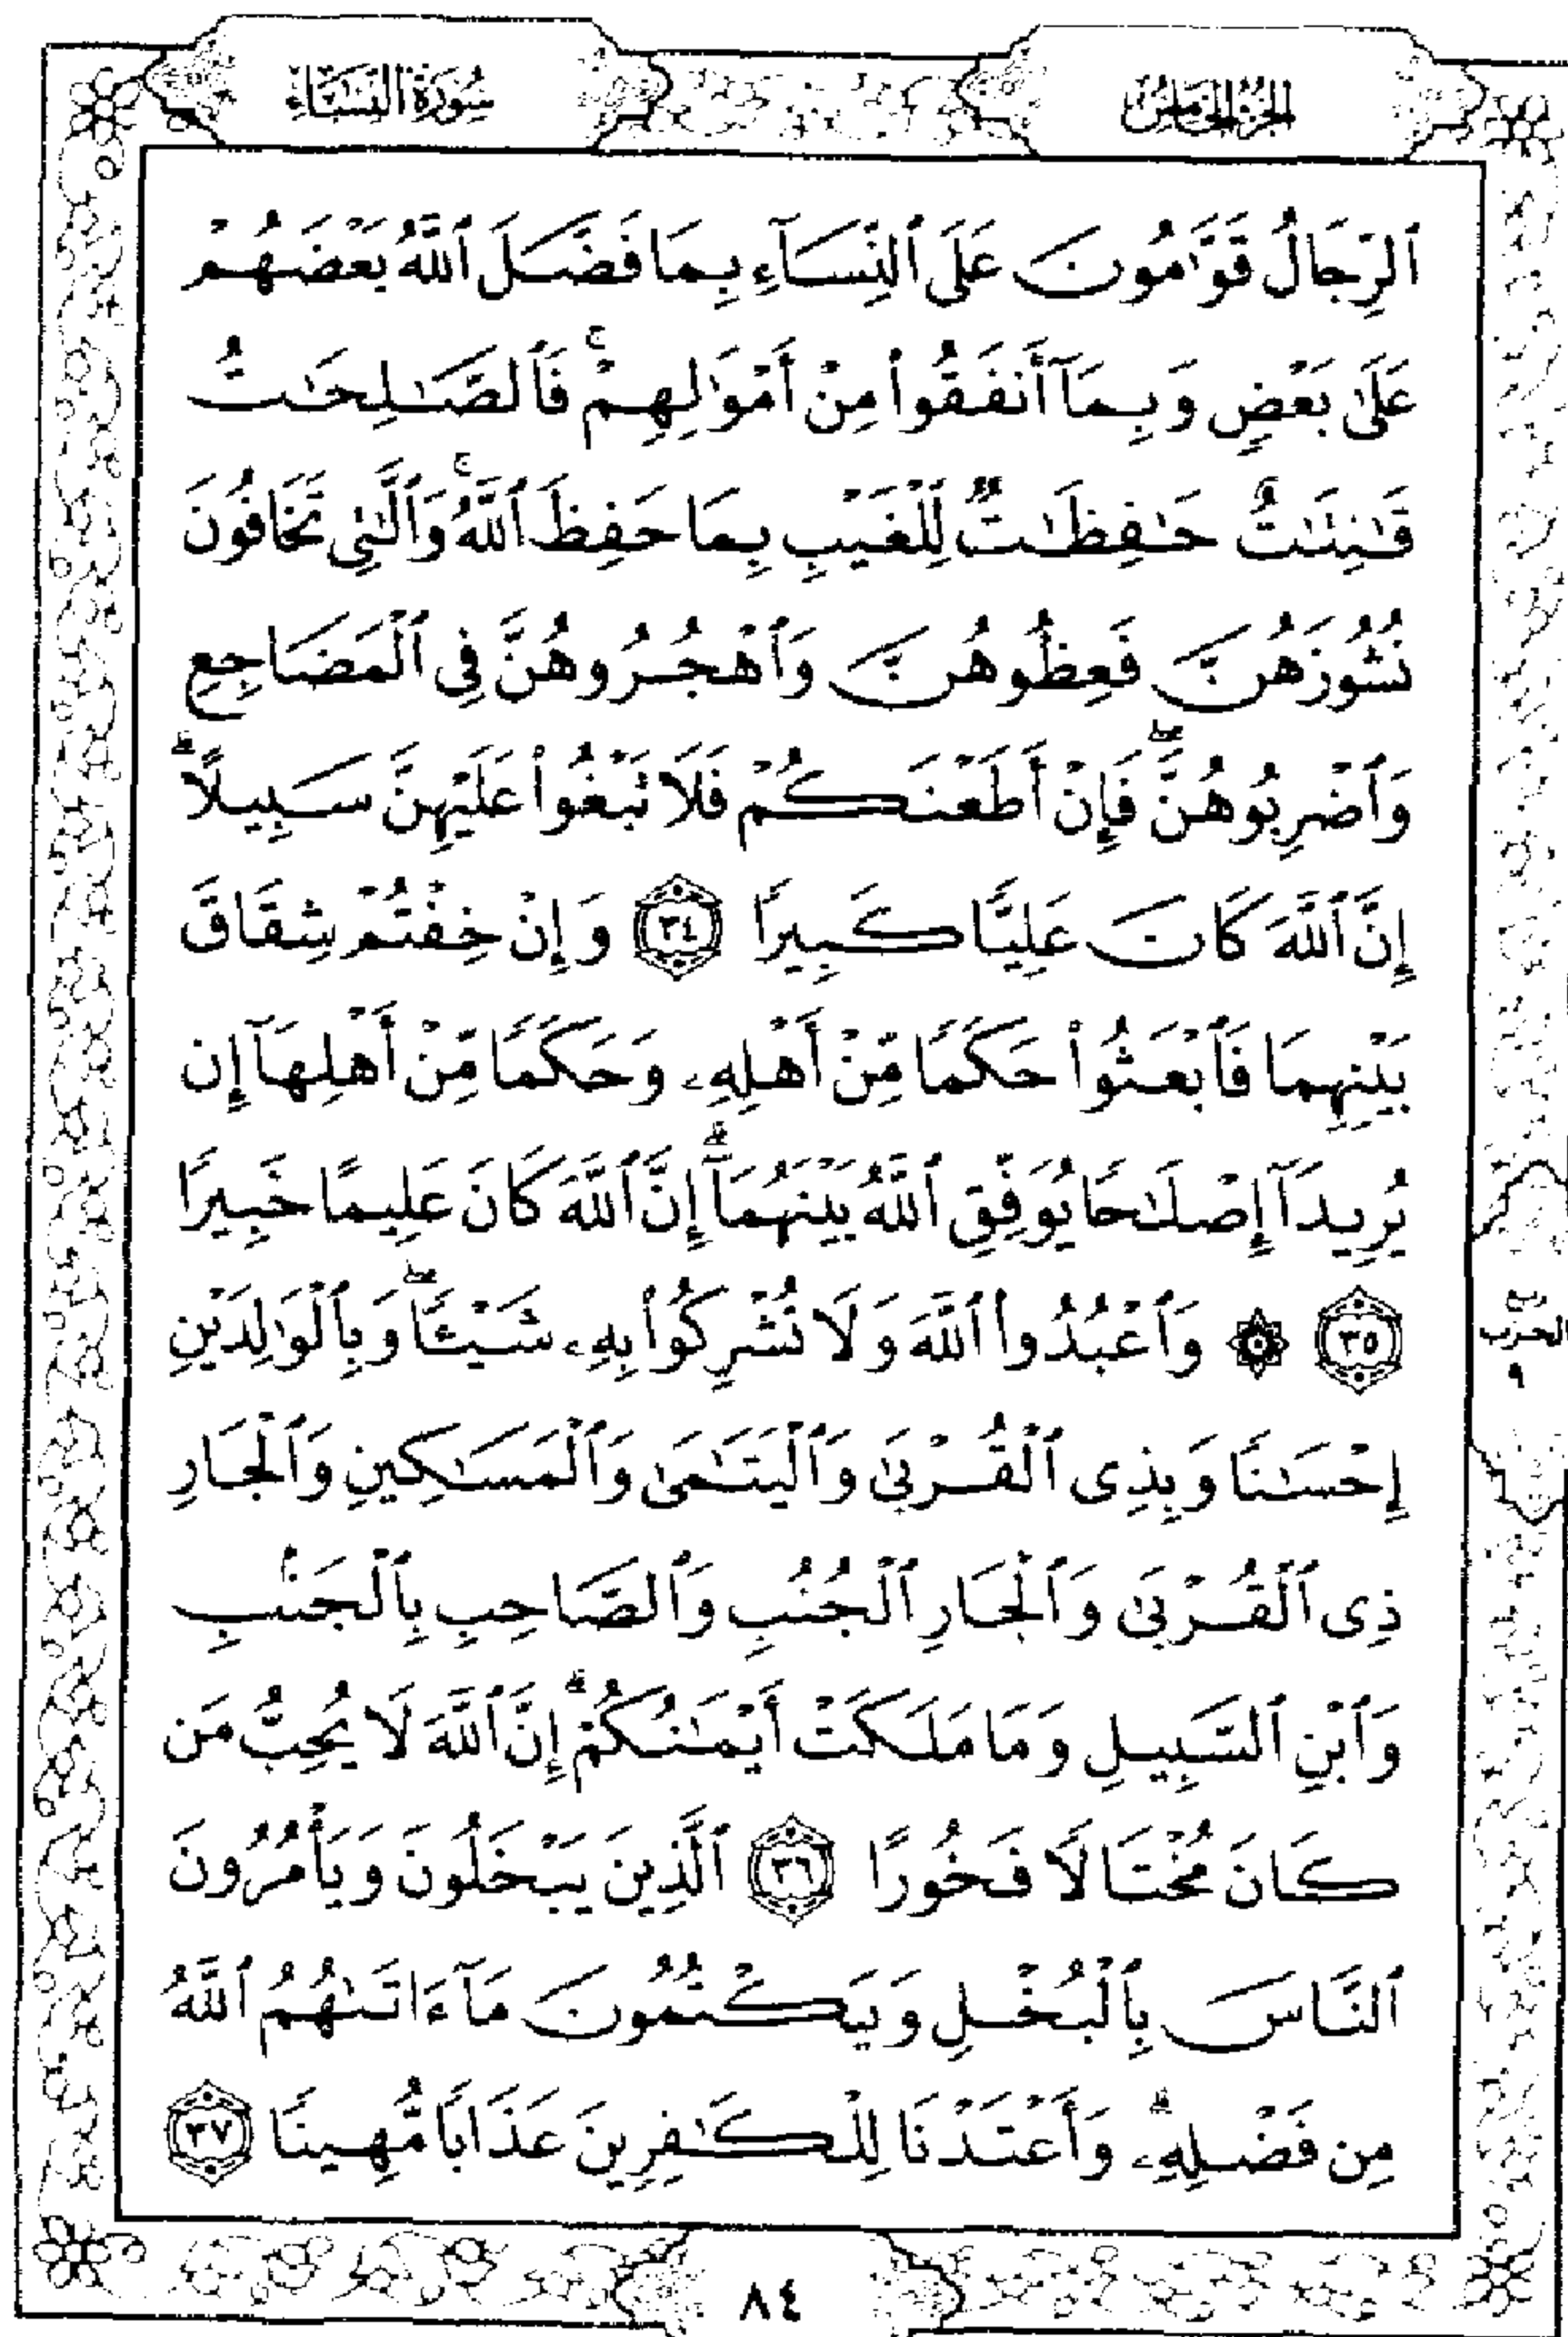 الجزء الخامس
سورة النساء
ٱلرِّجَالُ قَوَّٰمُونَ عَلَى ٱلنِّسَآءِ بِمَا فَضَّلَ ٱللَّهُ بَعْضَهُمْ
عَلَىٰ بَعْضٍ وَبِمَآ أَنفَقُوا۟ مِنْ أَمْوَٰلِهِمْ ۚ فَٱلصَّـٰلِحَـٰتُ
قَـٰنِتَـٰتٌ حَـٰفِظَـٰتٌ لِّلْغَيْبِ بِمَا حَفِظَ ٱللَّهُ ۚ وَٱلَّـٰتِى تَخَافُونَ
نُشُوزَهُنَّ فَعِظُوهُنَّ وَٱهْجُرُوهُنَّ فِى ٱلْمَضَاجِعِ
وَٱضْرِبُوهُنَّ ۖ فَإِنْ أَطَعْنَكُمْ فَلَا تَبْغُوا۟ عَلَيْهِنَّ سَبِيلًا ۗ
إِنَّ ٱللَّهَ كَانَ عَلِيًّا كَبِيرًا ٣٤ وَإِنْ خِفْتُمْ شِقَاقَ
بَيْنِهِمَا فَٱبْعَثُوا۟ حَكَمًا مِّنْ أَهْلِهِۦ وَحَكَمًا مِّنْ أَهْلِهَآ إِن
يُرِيدَآ إِصْلَـٰحًا يُوَفِّقِ ٱللَّهُ بَيْنَهُمَآ ۗ إِنَّ ٱللَّهَ كَانَ عَلِيمًا خَبِيرًا
٣٥ ۞ وَٱعْبُدُوا۟ ٱللَّهَ وَلَا تُشْرِكُوا۟ بِهِۦ شَيْـًٔا ۖ وَبِٱلْوَٰلِدَيْنِ
إِحْسَـٰنًا وَبِذِى ٱلْقُرْبَىٰ وَٱلْيَتَـٰمَىٰ وَٱلْمَسَـٰكِينِ وَٱلْجَارِ
ذِى ٱلْقُرْبَىٰ وَٱلْجَارِ ٱلْجُنُبِ وَٱلصَّاحِبِ بِٱلْجَنۢبِ
وَٱبْنِ ٱلسَّبِيلِ وَمَا مَلَكَتْ أَيْمَـٰنُكُمْ ۗ إِنَّ ٱللَّهَ لَا يُحِبُّ مَن
كَانَ مُخْتَالًا فَخُورًا ٣٦ ٱلَّذِينَ يَبْخَلُونَ وَيَأْمُرُونَ
ٱلنَّاسَ بِٱلْبُخْلِ وَيَكْتُمُونَ مَآ ءَاتَىٰهُمُ ٱللَّهُ
مِن فَضْلِهِۦ ۗ وَأَعْتَدْنَا لِلْكَـٰفِرِينَ عَذَابًا مُّهِينًا ٣٧
الحزب
٩
٨٤